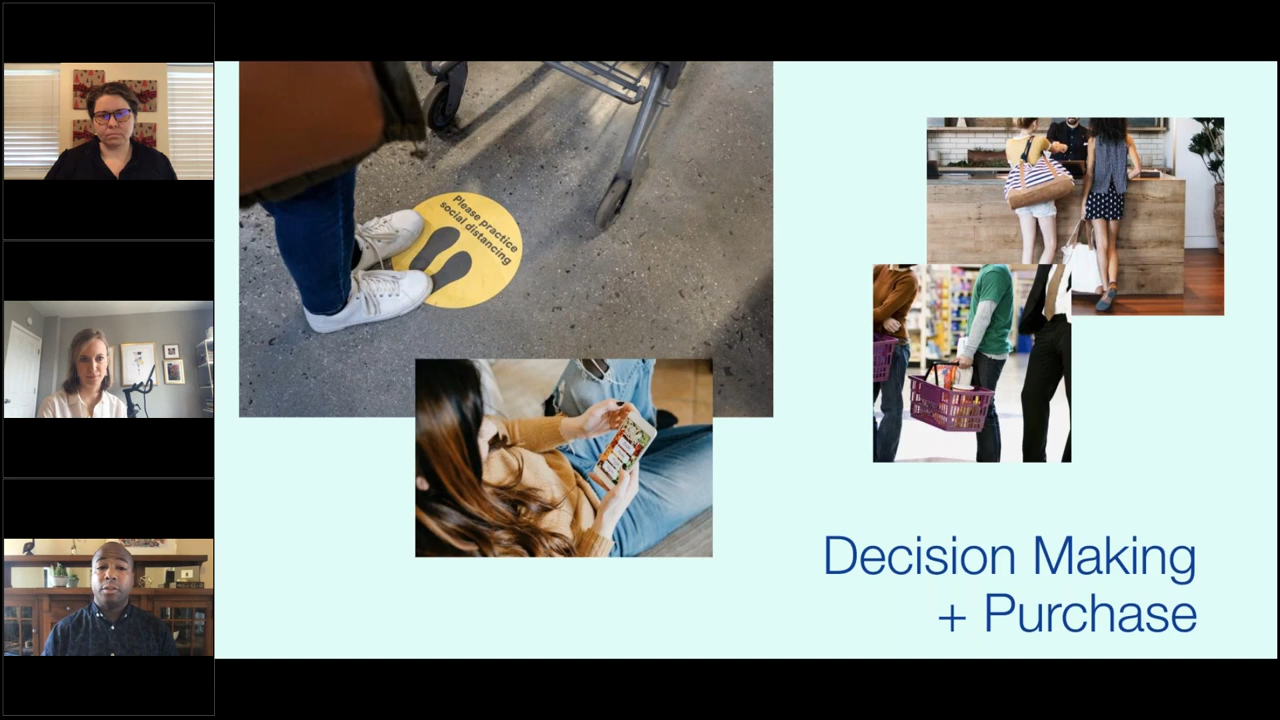 Please practice
social distancing
Decision Making
+ Purchase